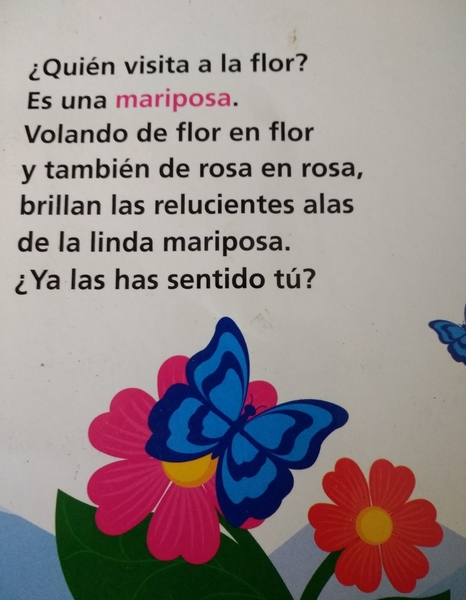 ¿Quién visita a la flor?
Es una mariposa.
Volando de flor en flor
y también de rosa en rosa,
brillan las relucientes alas
de la linda mariposa.
¿Ya las has sentido tú?